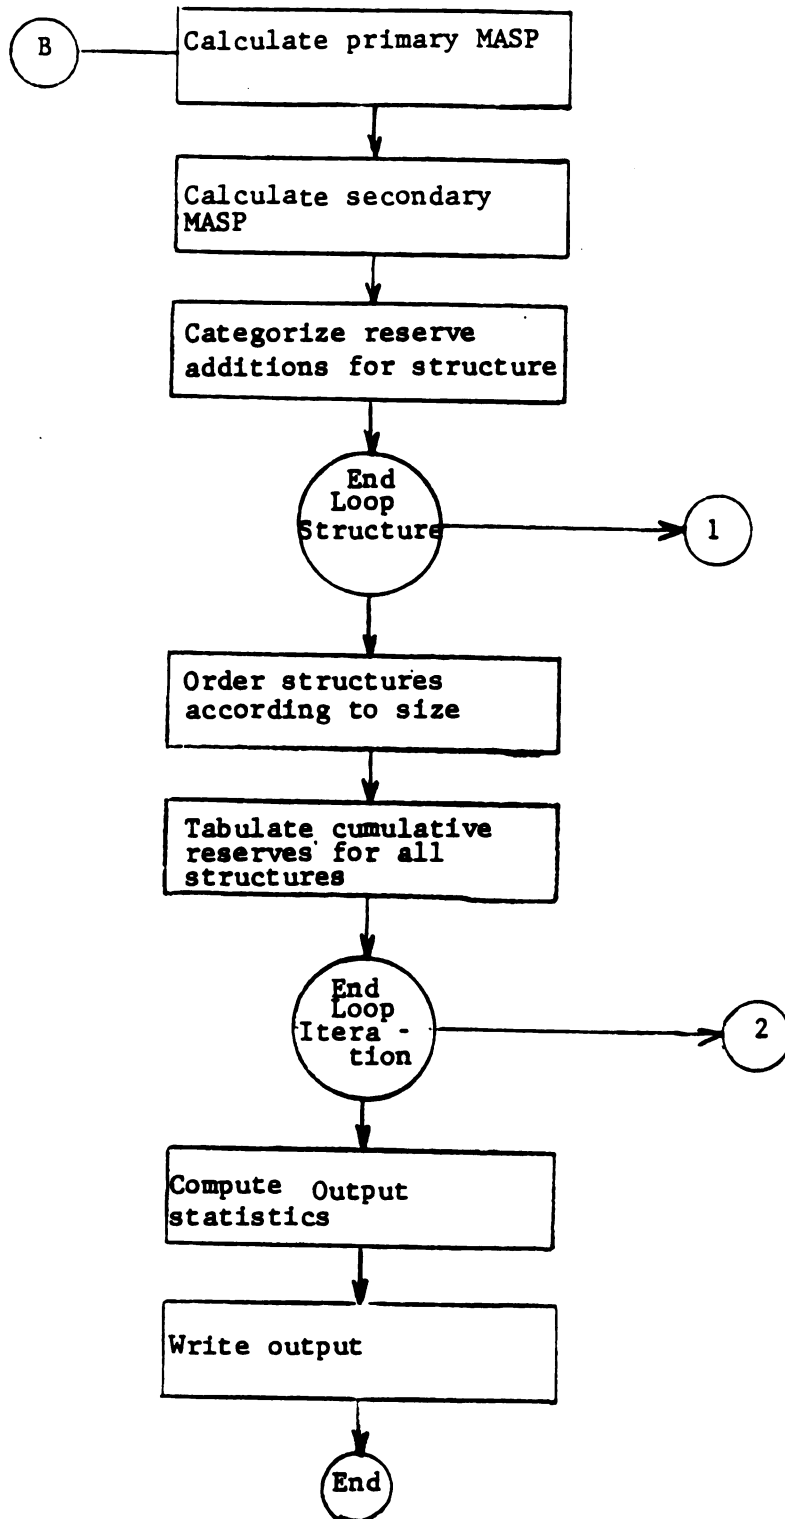 B
Calculate primary MASP
Calculate secondary
MASP
Categorize reserve
additions for structure
End
Loop
Structure
1
Order structures
according to size
Tabulate cumulative
reserves for all
structures
End
Loop
Itera -
tion
2
Compute Output
statistics
Write output
End